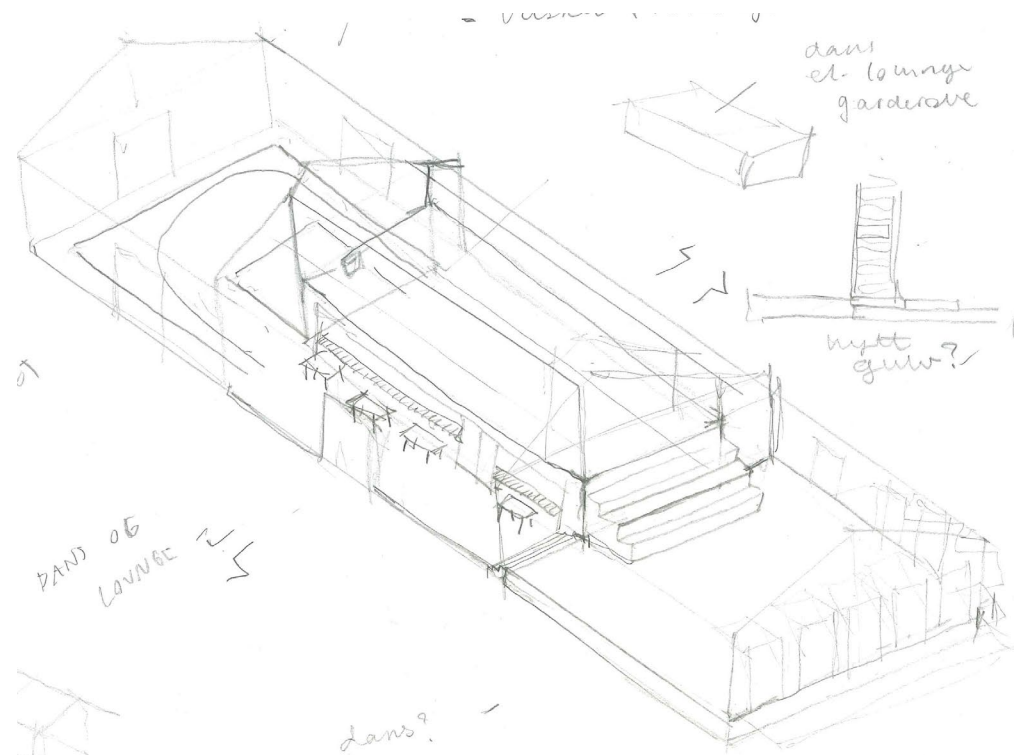 dans
el. lounge
garderobe
nytt
gulv?
DANS OG
LOUNGE
dans?